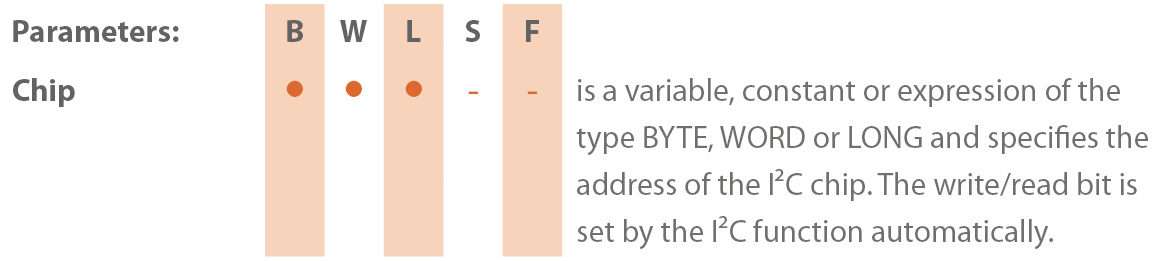 Parameters: B W L S F
Chip ● ● ● - - is a variable, constant or expression of the
type BYTE, WORD or LONG and specifies the
address of the I²C chip. The write/read bit is
set by the I²C function automatically.